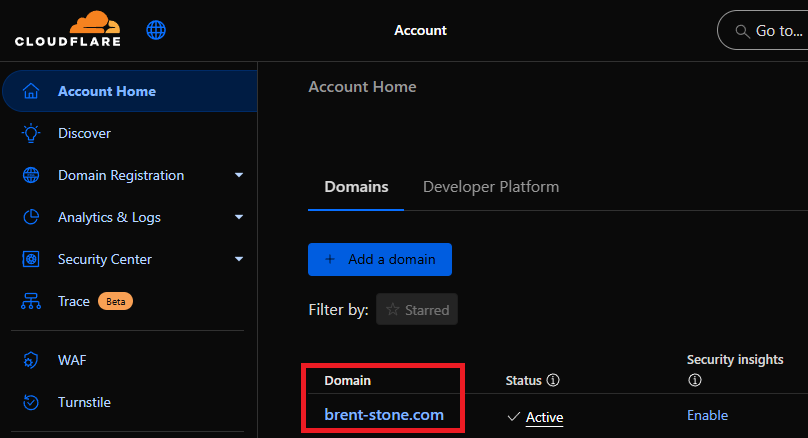 CLOUDFLARE
Account
Go to...
Account Home
Discover
Domain Registration
Analytics & Logs
Security Center
Trace Beta
WAF
Turnstile
Account Home
Domains Developer Platform
+ Add a domain
Filter by: Starred
Domain Status Security insights
brent-stone.com Active Enable